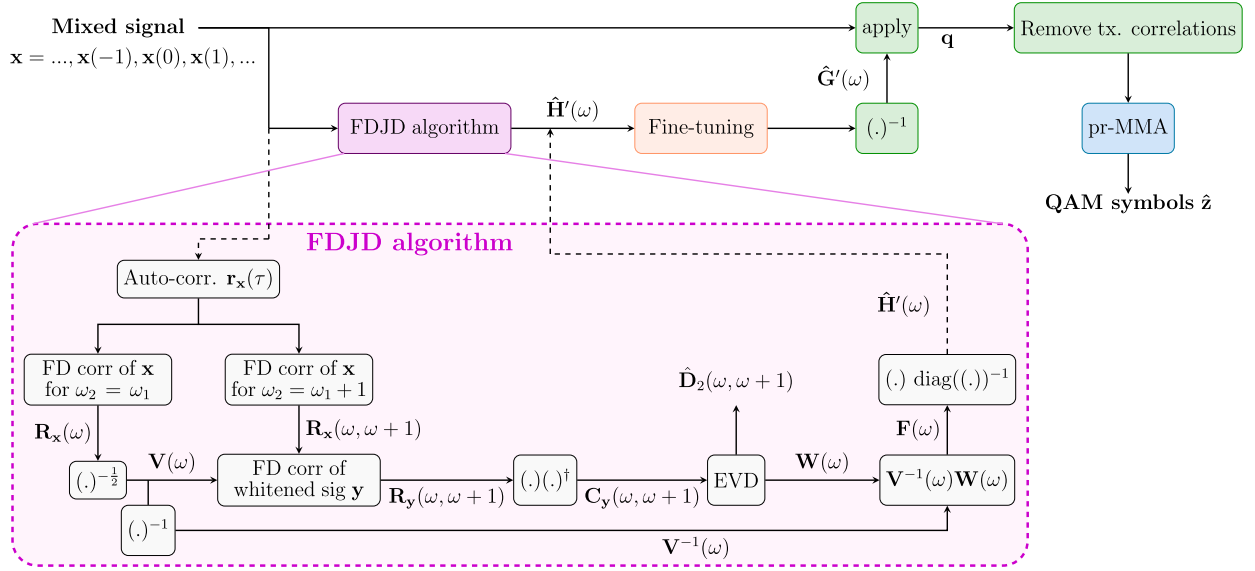 Mixed signal
𝐱 = ..., 𝐱(−1), 𝐱(0), 𝐱(1), ...
apply
𝐪
Remove tx. correlations
𝐆̂′(ω)
FDJD algorithm
𝐇̂′(ω)
Fine-tuning
(.)⁻¹
pr-MMA
QAM symbols 𝐳̂
FDJD algorithm
Auto-corr. 𝐫ₓ(τ)
𝐇̂′(ω)
FD corr of 𝐱
for ω₂ = ω₁
FD corr of 𝐱
for ω₂ = ω₁ + 1
𝐃̂₂(ω, ω + 1)
(.) diag((.))⁻¹
𝐑ₓ(ω)
𝐑ₓ(ω, ω + 1)
𝐅(ω)
(.)^{−1/2}
𝐕(ω)
FD corr of
whitened sig 𝐲
𝐑_𝐲(ω, ω + 1)
(.)(.)^†
𝐂_𝐲(ω, ω + 1)
EVD
𝐖(ω)
𝐕⁻¹(ω)𝐖(ω)
(.)⁻¹
𝐕⁻¹(ω)